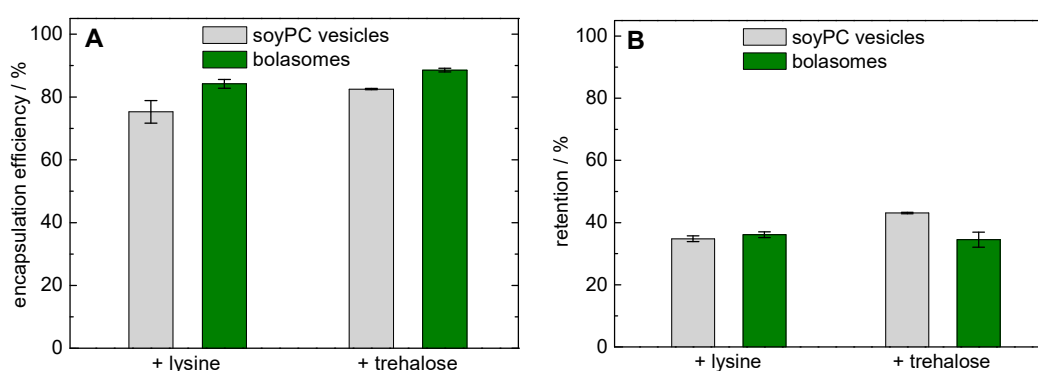 A
soyPC vesicles
bolasomes
encapsulation efficiency / %
100
80
60
40
20
0
+ lysine
+ trehalose
B
soyPC vesicles
bolasomes
retention / %
100
80
60
40
20
0
+ lysine
+ trehalose